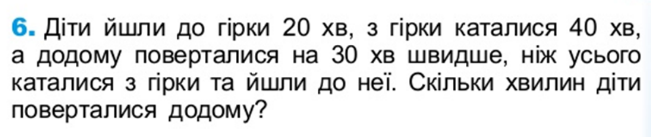 6. Діти йшли до гірки 20 хв, з гірки каталися 40 хв,
а додому поверталися на 30 хв швидше, ніж усього
каталися з гірки та йшли до неї. Скільки хвилин діти
поверталися додому?